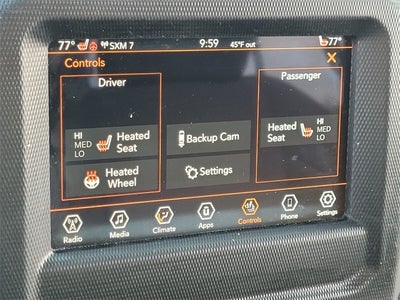 77° SXM 7 9:59 45°F out 77°
Controls
Driver
Passenger
HI
MED
LO
Heated
Seat
Backup Cam
Heated
Seat
HI
MED
LO
Heated
Wheel
Settings
Radio Media Climate Apps Controls Phone Settings